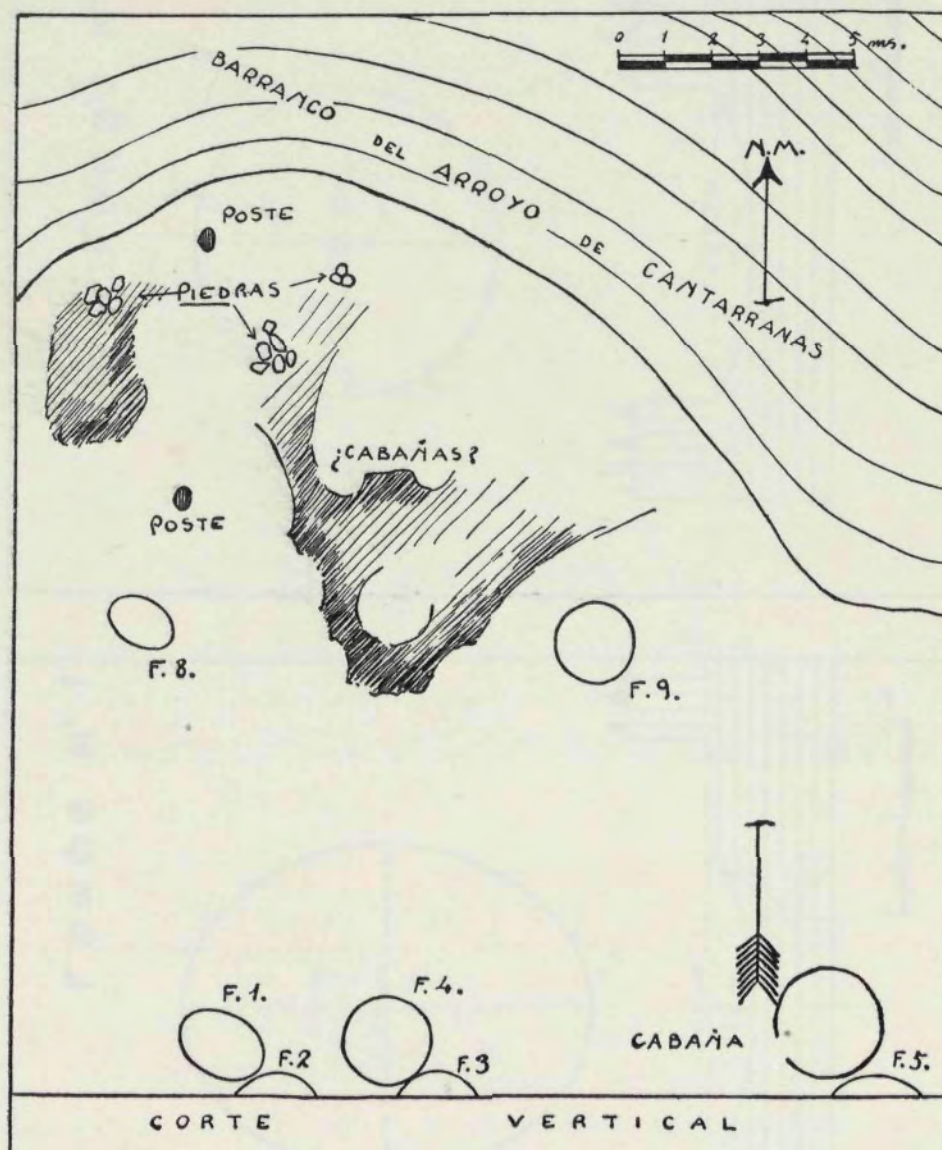 0 1 2 3 4 5 ms.
BARRANCO DEL ARROYO DE CANTARRANAS
N.M.
POSTE
PIEDRAS
¿CABAÑAS?
POSTE
F. 8.
F. 9.
F. 1.
F. 4.
F. 2
F. 3
CABAÑA
F. 5.
CORTE VERTICAL